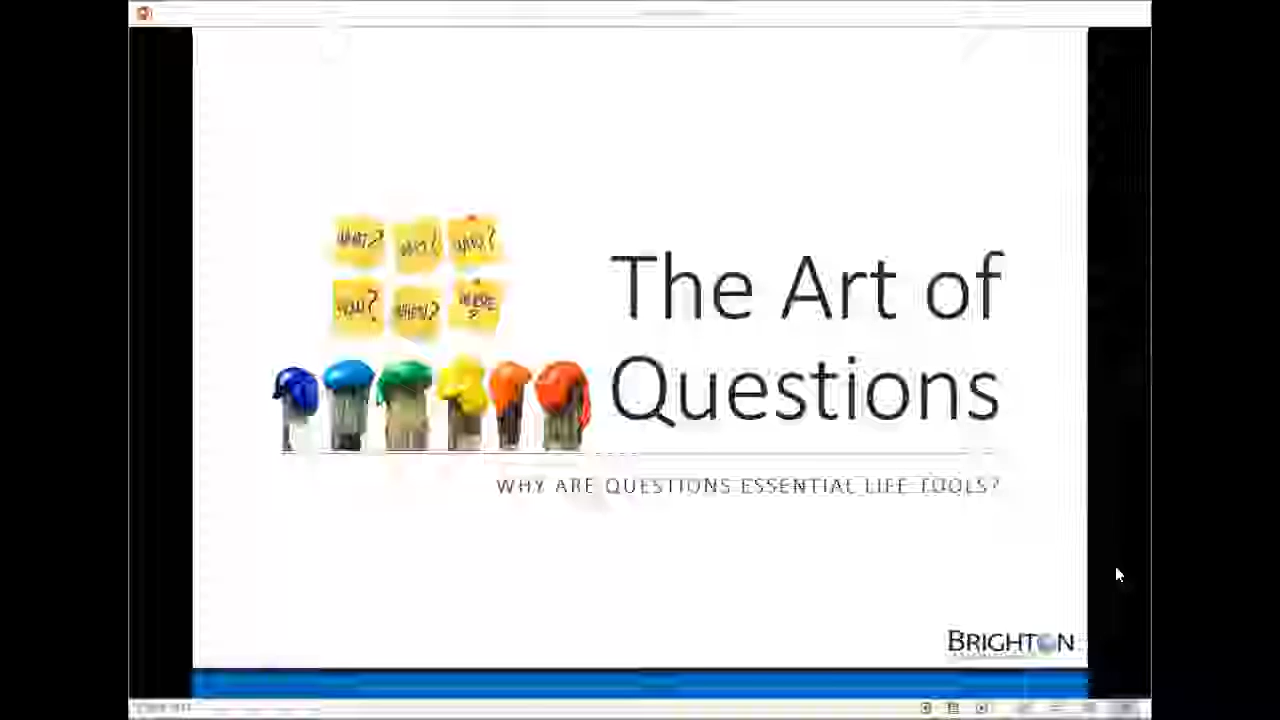 The Art of
Questions
WHY ARE QUESTIONS ESSENTIAL LIFE TOOLS?
BRIGHTON